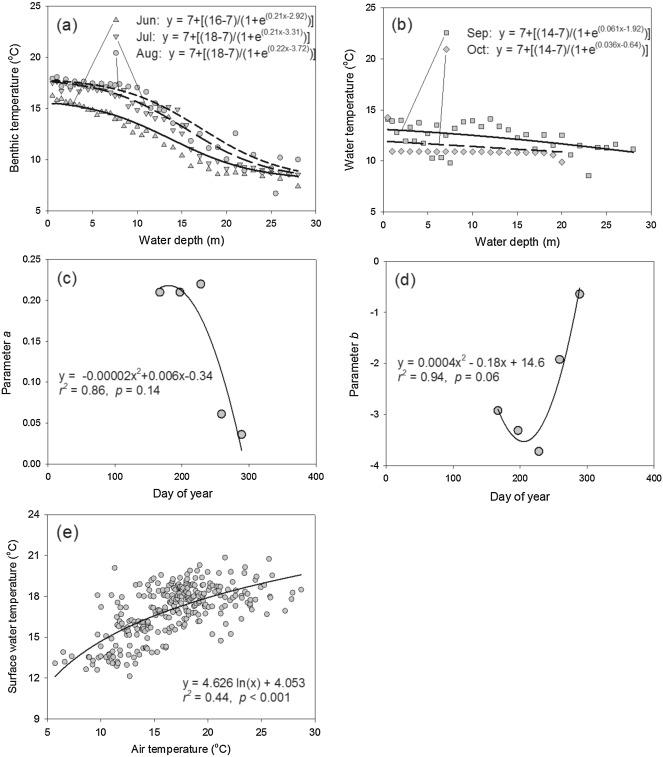 (a)
Jun: y = 7+[(16-7)/(1+e^(0.21x-2.92)]
Jul: y = 7+[(18-7)/(1+e^(0.21x-3.31)]
Aug: y = 7+[(18-7)/(1+e^(0.22x-3.72)]
Benthic temperature (°C)
25
20
15
10
5
0 5 10 15 20 25 30
Water depth (m)
(b)
Sep: y = 7+[(14-7)/(1+e^(0.061x-1.92)]
Oct: y = 7+[(14-7)/(1+e^(0.036x-0.64)]
Water temperature (°C)
25
20
15
10
5
0 5 10 15 20 25 30
Water depth (m)
(c)
Parameter a
0.25
0.20
0.15
0.10
0.05
0.00
y = -0.00002x²+0.006x-0.34
r² = 0.86, p = 0.14
0 100 200 300 400
Day of year
(d)
Parameter b
0
-1
-2
-3
-4
y = 0.0004x² - 0.18x + 14.6
r² = 0.94, p = 0.06
0 100 200 300 400
Day of year
(e)
Surface water temperature (°C)
24
21
18
15
12
9
y = 4.626 ln(x) + 4.053
r² = 0.44, p < 0.001
5 10 15 20 25 30
Air temperature (°C)